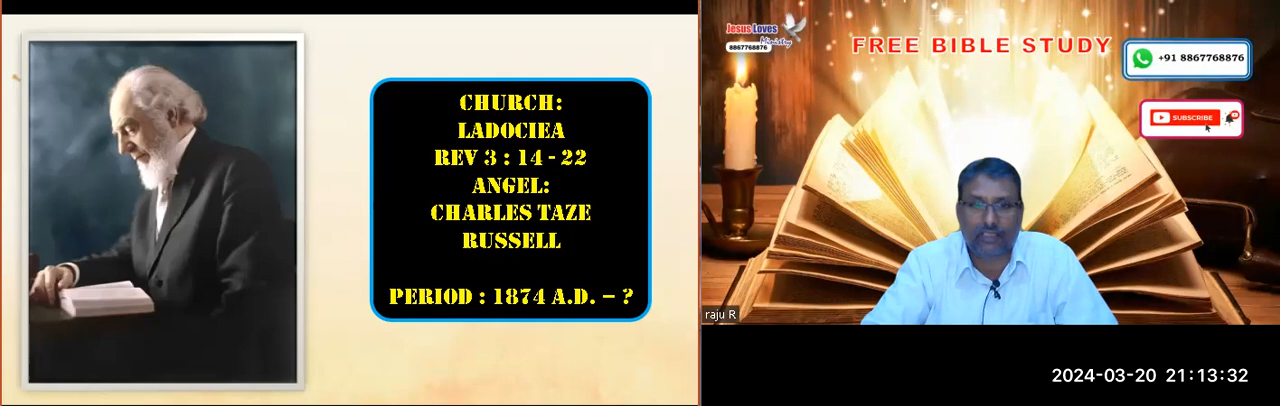 CHURCH:
LADOCIEA
REV 3 : 14 - 22
ANGEL:
CHARLES TAZE
RUSSELL
PERIOD : 1874 A.D. – ?
Jesus Loves
Ministry
8867768876
FREE BIBLE STUDY
+91 8867768876
SUBSCRIBE
raju R
2024-03-20 21:13:32